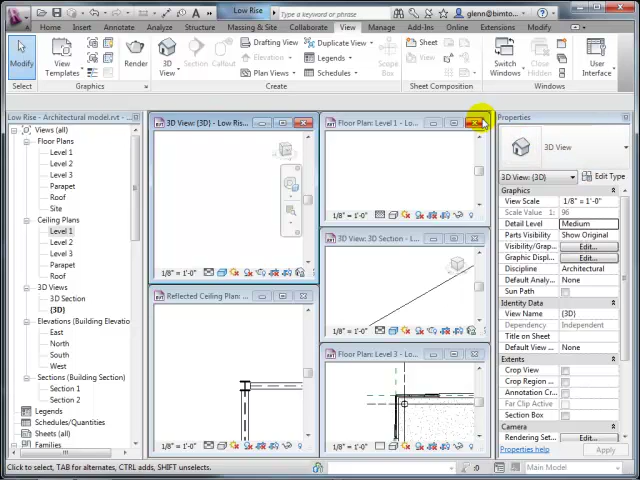 Low Rise
Type a keyword or phrase
glenn@bimto...
Home Insert Annotate Analyze Structure Massing & Site Collaborate View Manage Add-Ins Online Extensions Modify
Modify
View Templates
Render
3D View
Section
Callout
Drafting View
Duplicate View
Legends
Plan Views
Schedules
Sheet
Switch Windows
Close Hidden
User Interface
Select Graphics Create Sheet Composition Windows
Low Rise - Architectural model.rvt - ...
Views (all)
Floor Plans
Level 1
Level 2
Level 3
Parapet
Roof
Site
Ceiling Plans
Level 1
Level 2
Level 3
Parapet
Roof
3D Views
3D Section
{3D}
Elevations (Building Elevation)
East
North
South
West
Sections (Building Section)
Section 1
Section 2
Legends
Schedules/Quantities
Sheets (all)
Families
3D View: {3D} - Low Ris...
1/8" = 1'-0"
Reflected Ceiling Plan: ...
1/8" = 1'-0"
Floor Plan: Level 1 - Lo...
1/8" = 1'-0"
3D View: 3D Section - L...
1/8" = 1'-0"
Floor Plan: Level 3 - Lo...
1/8" = 1'-0"
Properties
3D View
3D View: {3D} Edit Type
Graphics
View Scale 1/8" = 1'-0"
Scale Value 1: 96
Detail Level Medium
Parts Visibility Show Original
Visibility/Grap... Edit...
Graphic Displ... Edit...
Discipline Architectural
Default Analy... None
Sun Path
Identity Data
View Name {3D}
Dependency Independent
Title on Sheet
Default View ... None
Extents
Crop View
Crop Region ...
Annotation Cr...
Far Clip Active
Section Box
Camera
Rendering Set... Edit...
Properties help Apply
Click to select, TAB for alternates, CTRL adds, SHIFT unselects. :0 Main Model